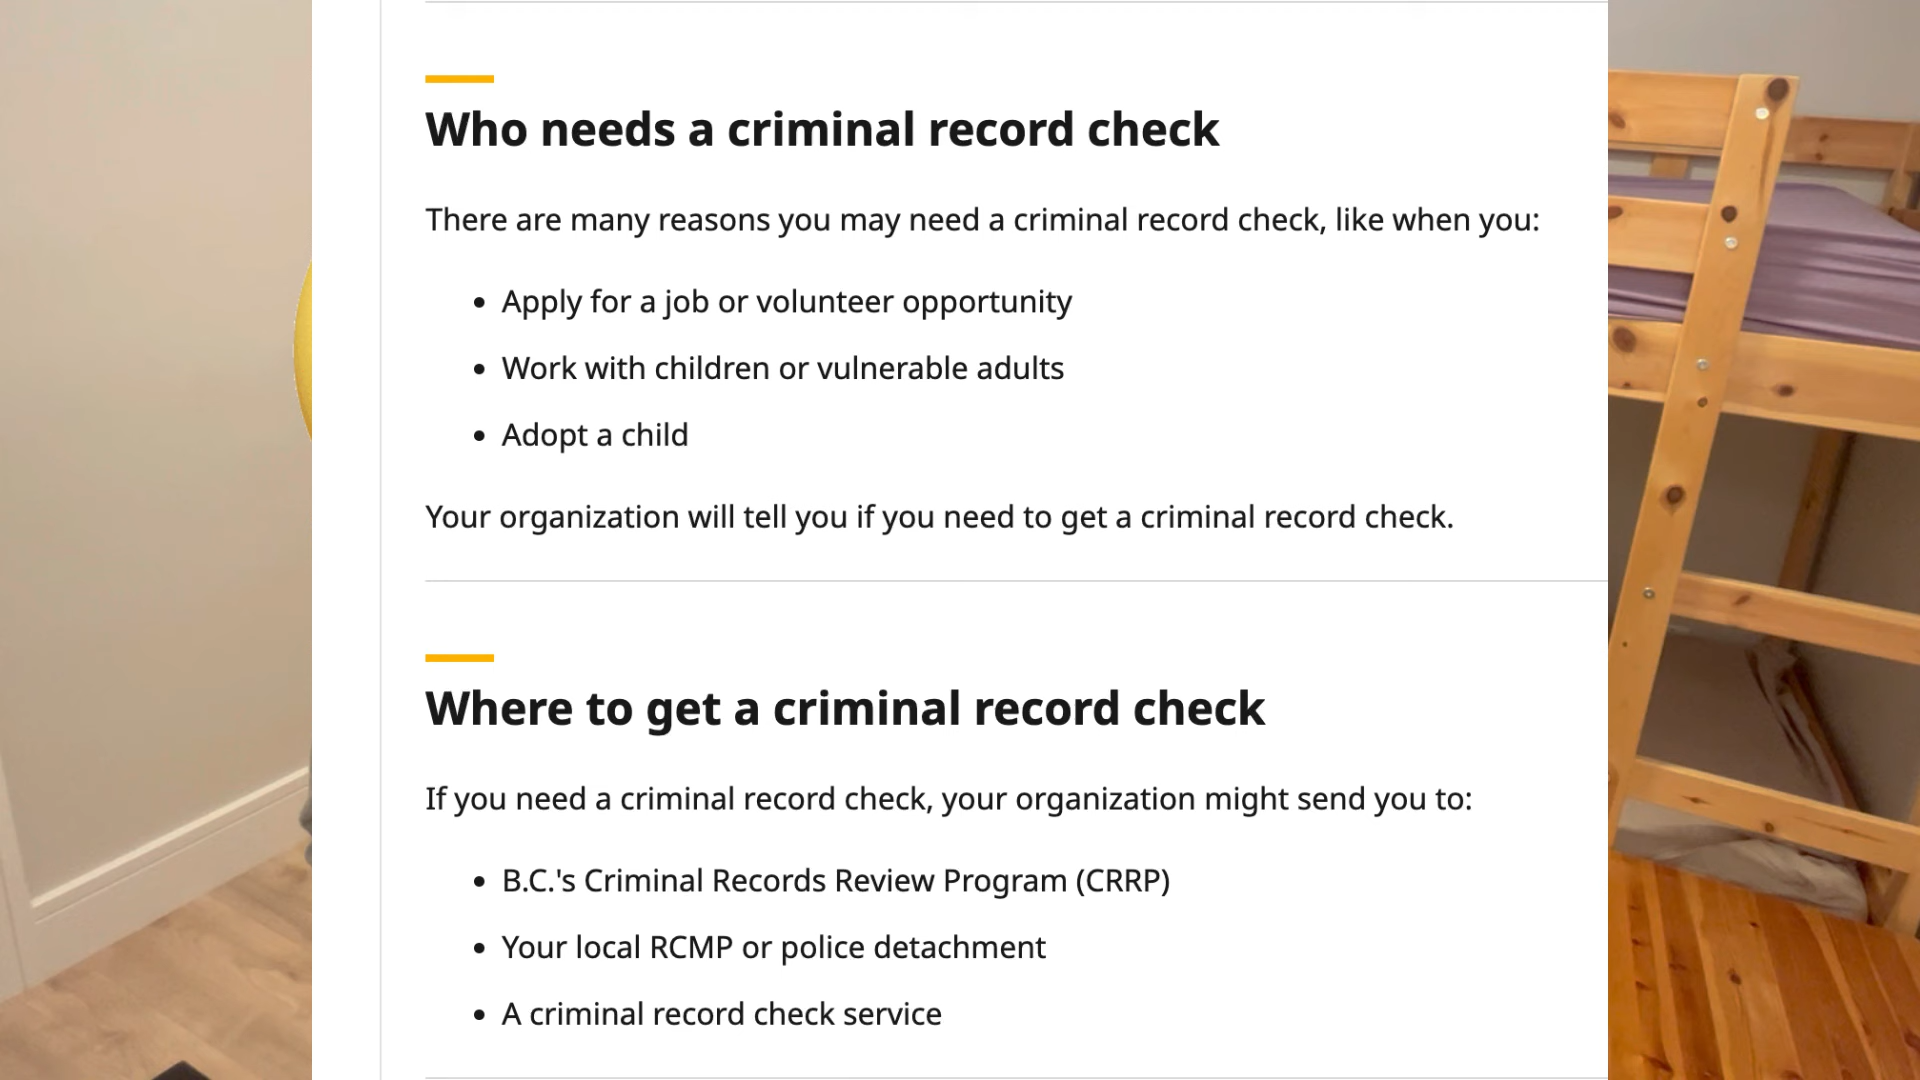 Who needs a criminal record check
There are many reasons you may need a criminal record check, like when you:
• Apply for a job or volunteer opportunity
• Work with children or vulnerable adults
• Adopt a child
Your organization will tell you if you need to get a criminal record check.
Where to get a criminal record check
If you need a criminal record check, your organization might send you to:
• B.C.'s Criminal Records Review Program (CRRP)
• Your local RCMP or police detachment
• A criminal record check service